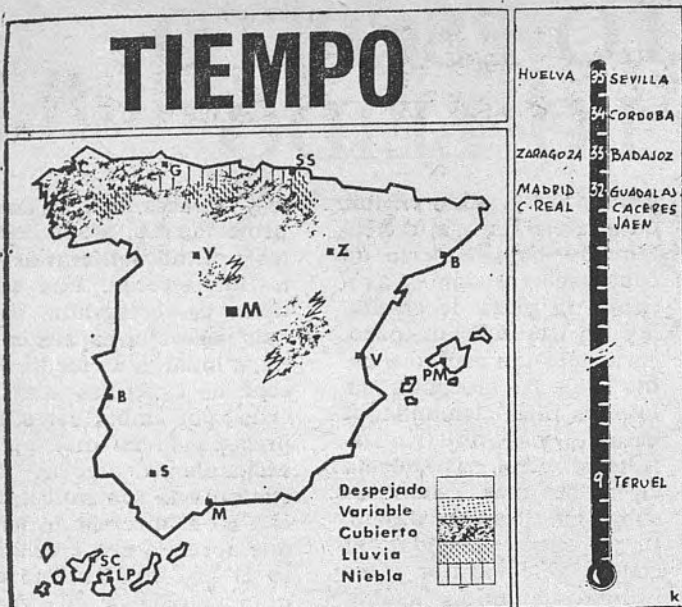 TIEMPO
G
SS
V
Z
B
M
V
PM
B
S
M
SC
LP
Despejado
Variable
Cubierto
Lluvia
Niebla
HUELVA 35 SEVILLA
34 CORDOBA
ZARAGOZA 33 BADAJOZ
MADRID 32 GUADALAJ
C.REAL CACERES
JAEN
9 TERUEL
k